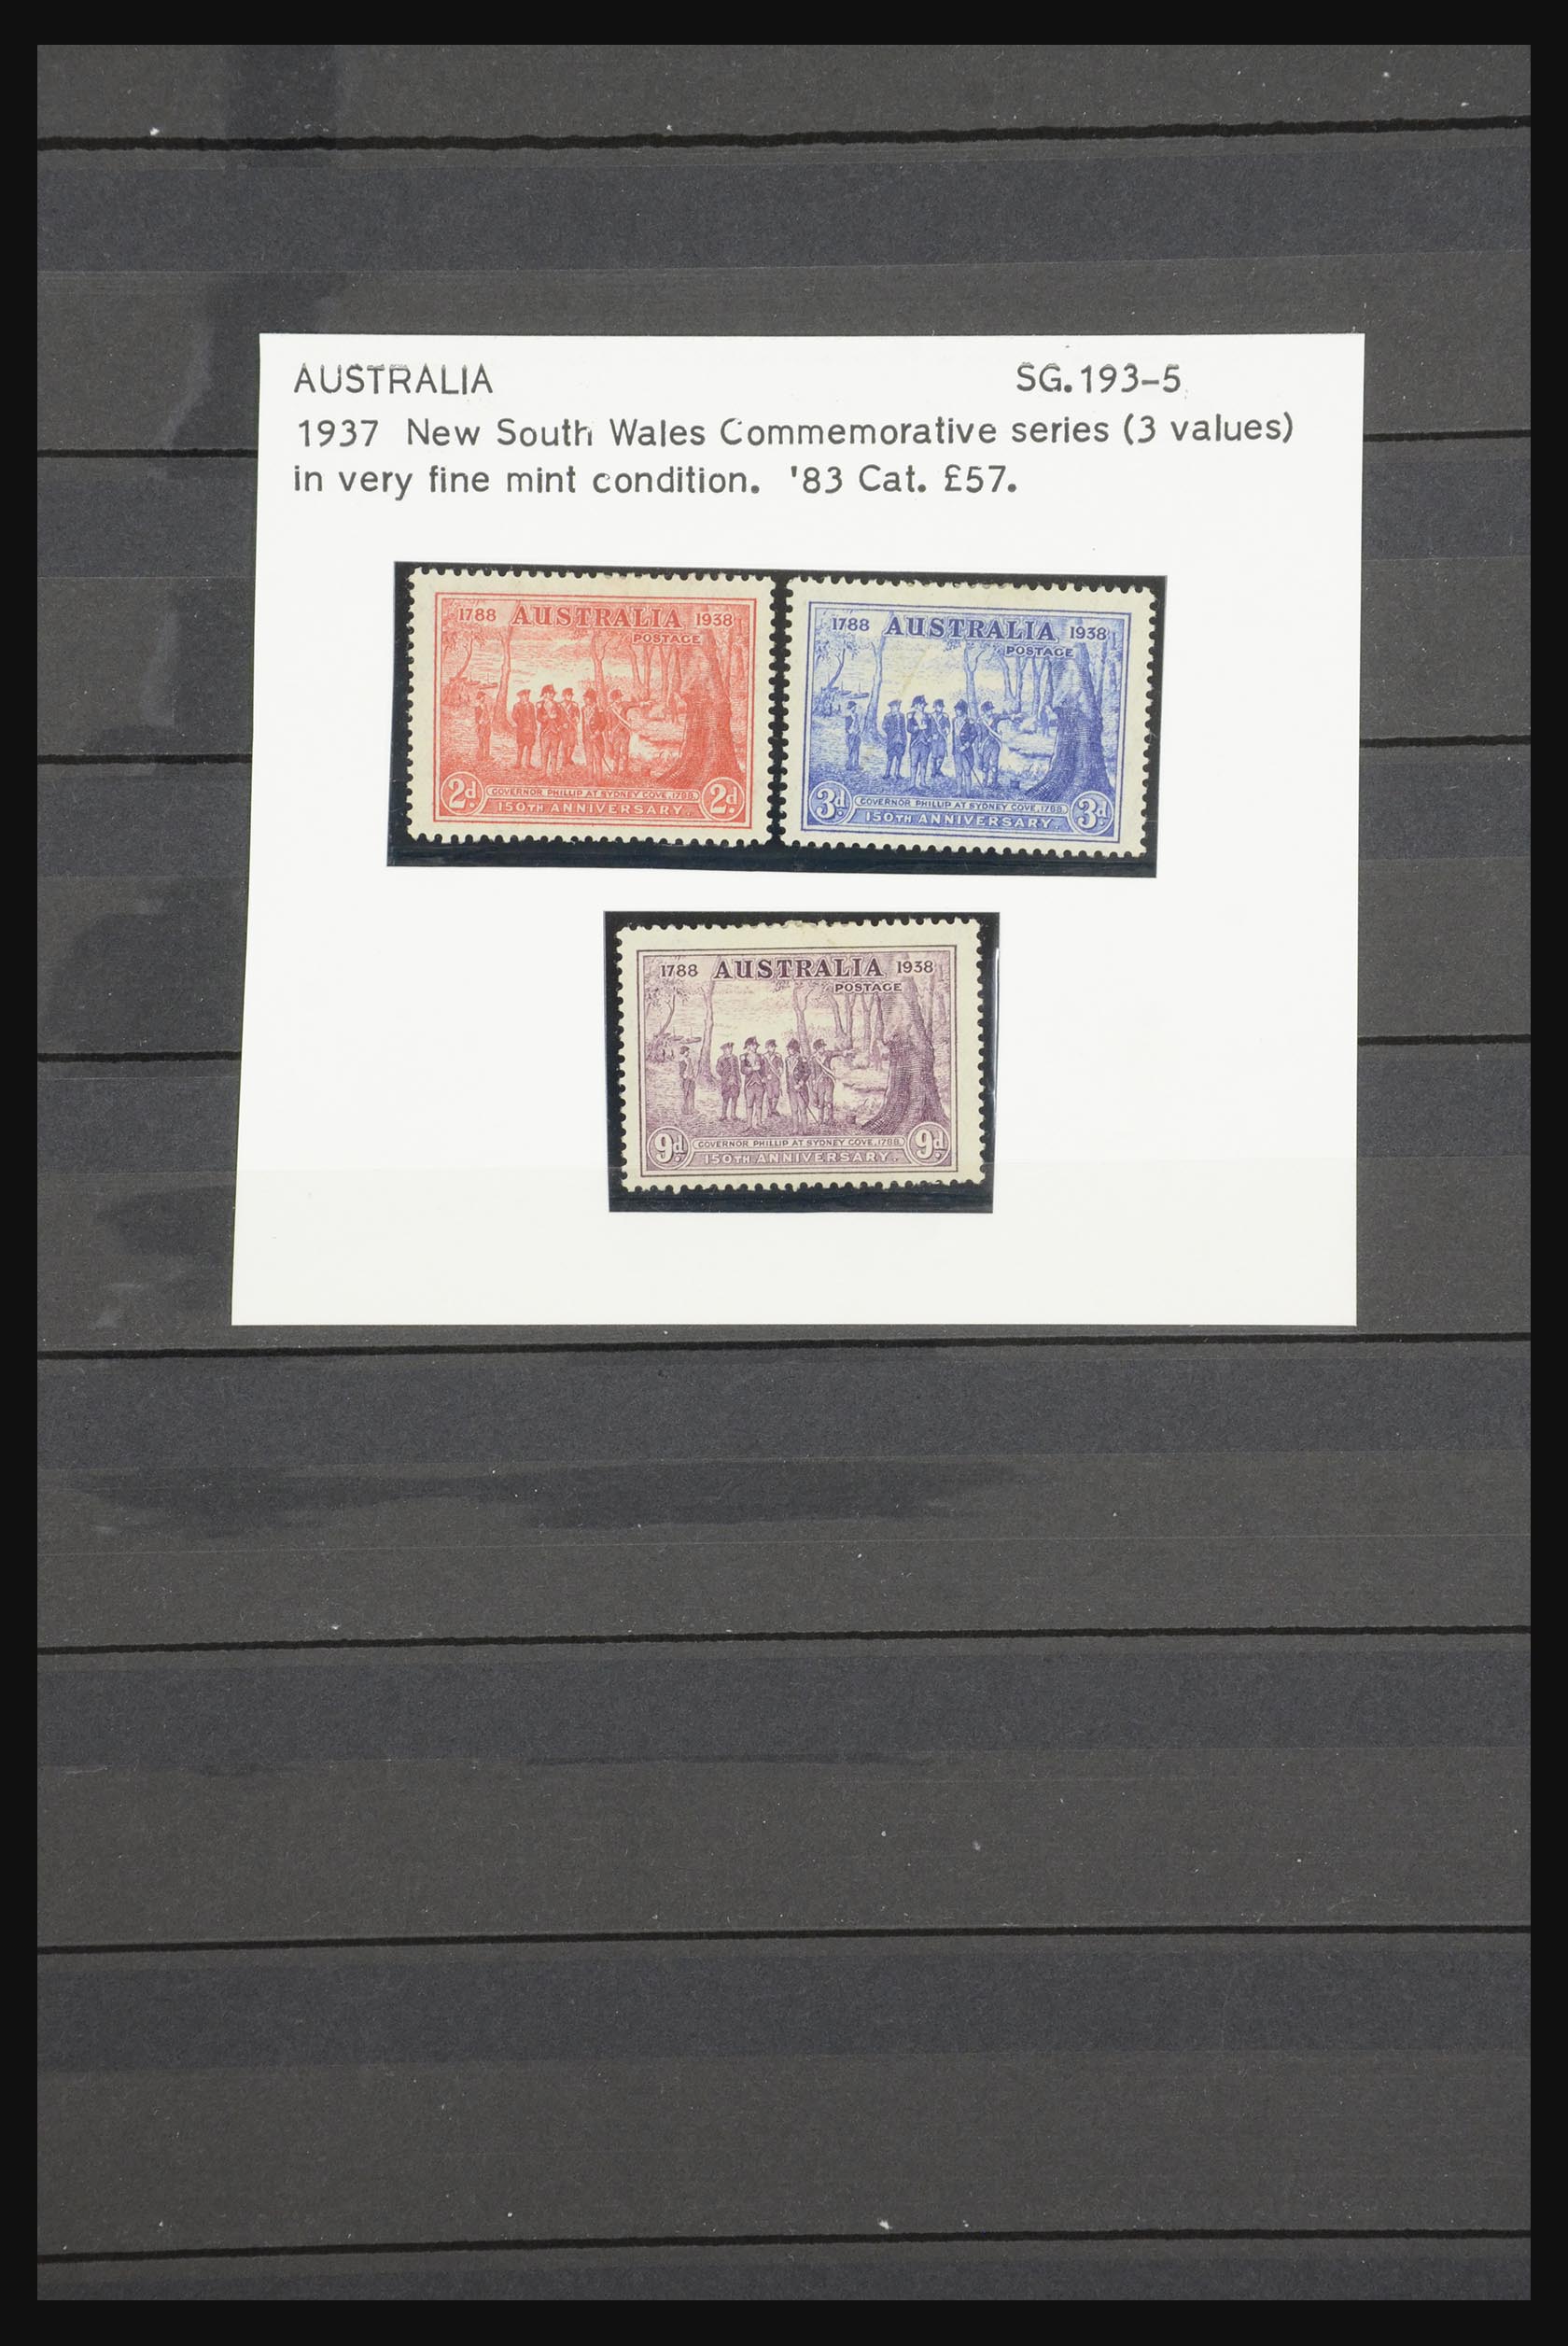 AUSTRALIA SG.193-5
1937 New South Wales Commemorative series (3 values)
in very fine mint condition. '83 Cat. £57.
1788 AUSTRALIA 1938
POSTAGE
2d GOVERNOR PHILLIP AT SYDNEY COVE, 1788 2d
150TH ANNIVERSARY.
1788 AUSTRALIA 1938
POSTAGE
3d GOVERNOR PHILLIP AT SYDNEY COVE, 1788 3d
150TH ANNIVERSARY.
1788 AUSTRALIA 1938
POSTAGE
9d GOVERNOR PHILLIP AT SYDNEY COVE, 1788 9d
150TH ANNIVERSARY.